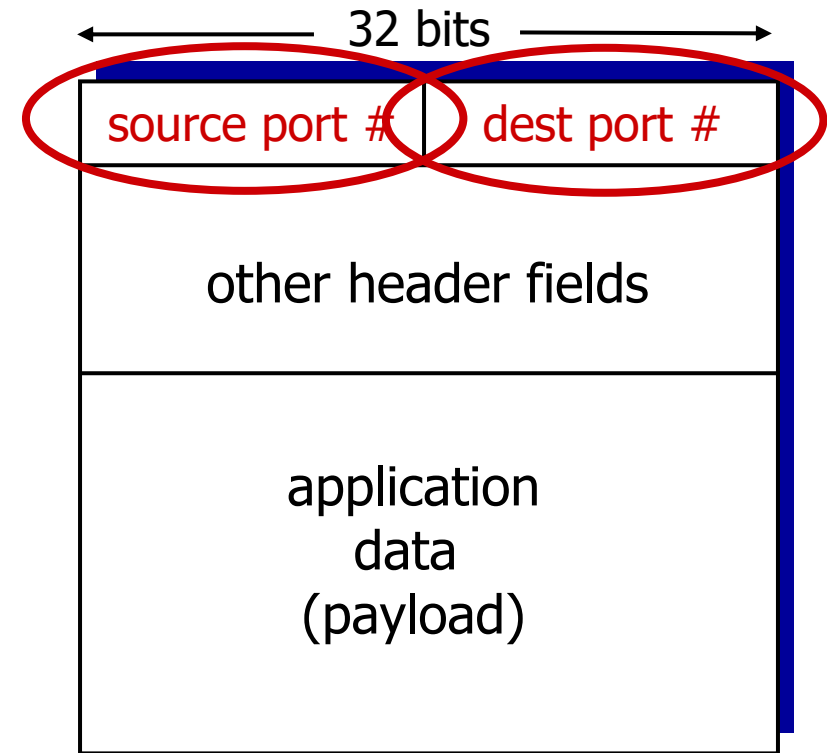 32 bits
source port # dest port #
other header fields
application
data
(payload)